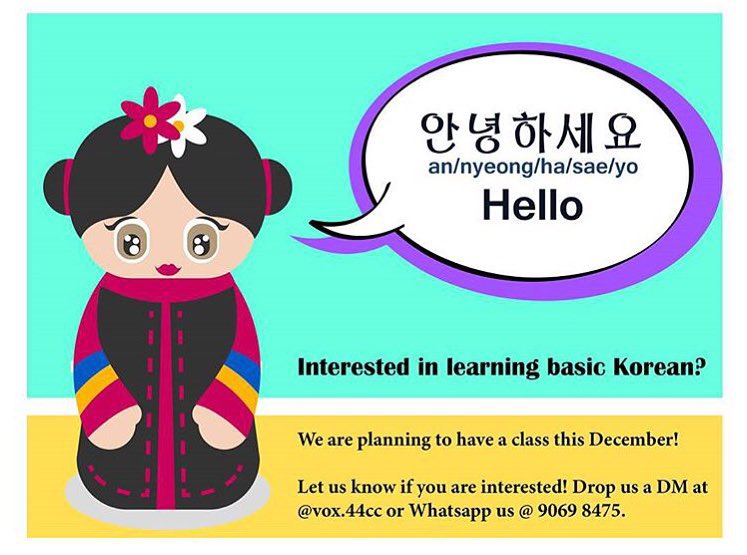 안녕하세요
an/nyeong/ha/sae/yo
Hello
Interested in learning basic Korean?
We are planning to have a class this December!
Let us know if you are interested! Drop us a DM at
@vox.44cc or Whatsapp us @ 9069 8475.